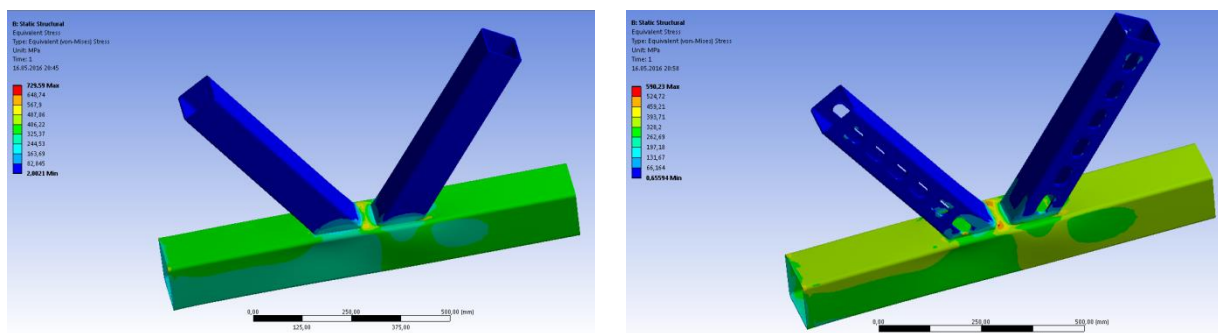 B: Static Structural
Equivalent Stress
Type: Equivalent (von-Mises) Stress
Unit: MPa
Time: 1
16.05.2016 20:45
729,59 Max
648,74
567,9
487,06
406,22
325,37
244,53
163,69
82,845
2,0021 Min
0,00
250,00
500,00 (mm)
125,00
375,00
B: Static Structural
Equivalent Stress
Type: Equivalent (von-Mises) Stress
Unit: MPa
Time: 1
16.05.2016 20:58
590,23 Max
524,72
459,21
393,71
328,2
262,69
197,18
131,67
66,164
0,65594 Min
0,00
250,00
500,00 (mm)